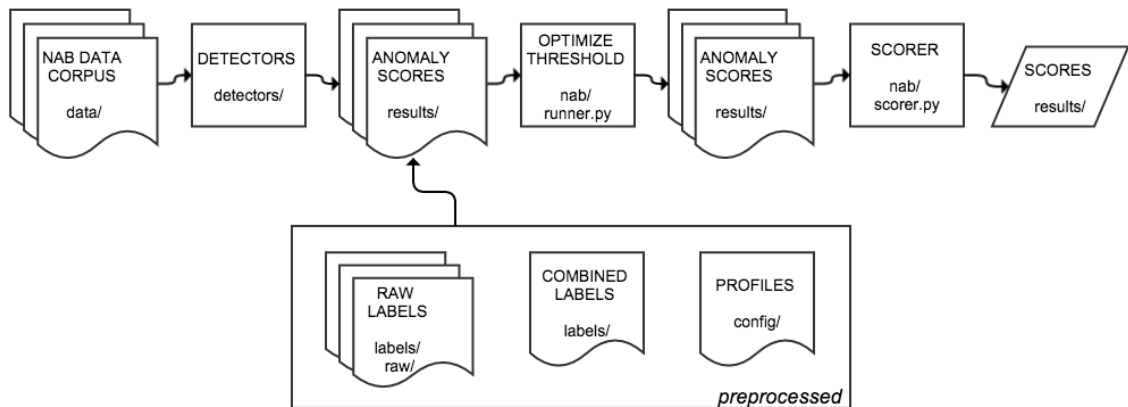 NAB DATA
CORPUS
data/
DETECTORS
detectors/
ANOMALY
SCORES
results/
OPTIMIZE
THRESHOLD
nab/
runner.py
ANOMALY
SCORES
results/
SCORER
nab/
scorer.py
SCORES
results/
RAW
LABELS
labels/
raw/
COMBINED
LABELS
labels/
PROFILES
config/
preprocessed